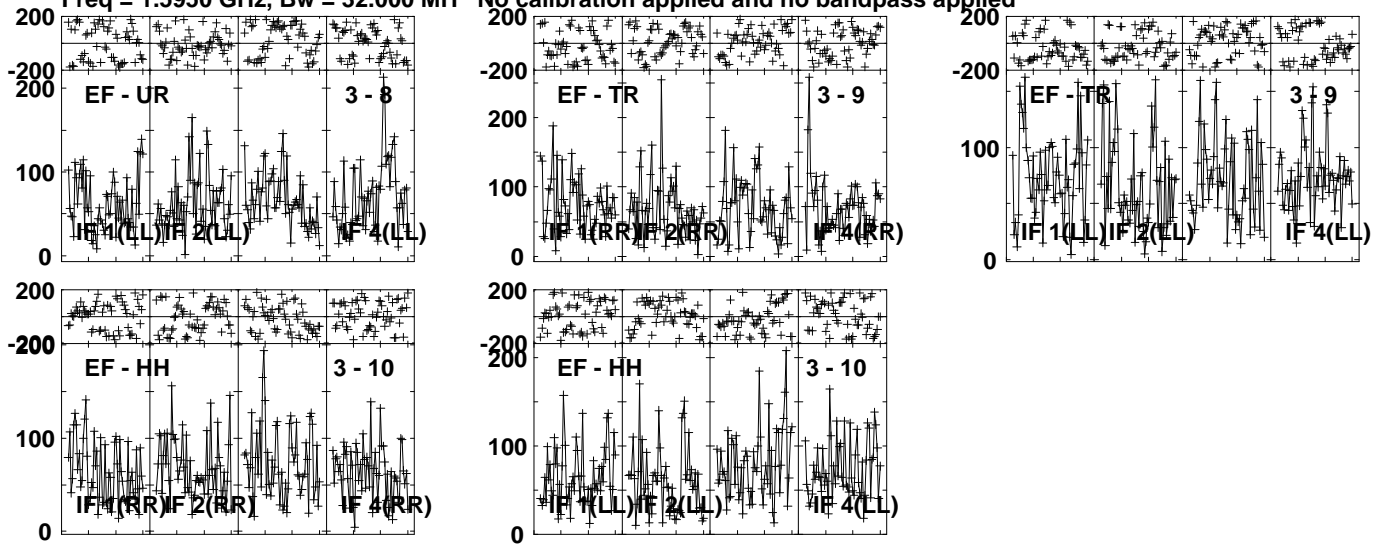 Freq = 1.5950 GHz, Bw = 32.000 MH No calibration applied and no bandpass applied
200
-200
200
100
0
EF - UR
3 - 8
IF 1(LL)
IF 2(LL)
IF 4(LL)
200
-200
200
100
0
EF - TR
3 - 9
IF 1(RR)
IF 2(RR)
IF 4(RR)
200
-200
100
0
EF - TR
3 - 9
IF 1(LL)
IF 2(LL)
IF 4(LL)
200
-200
200
100
0
EF - HH
3 - 10
IF 1(RR)
IF 2(RR)
IF 4(RR)
200
-200
200
100
0
EF - HH
3 - 10
IF 1(LL)
IF 2(LL)
IF 4(LL)